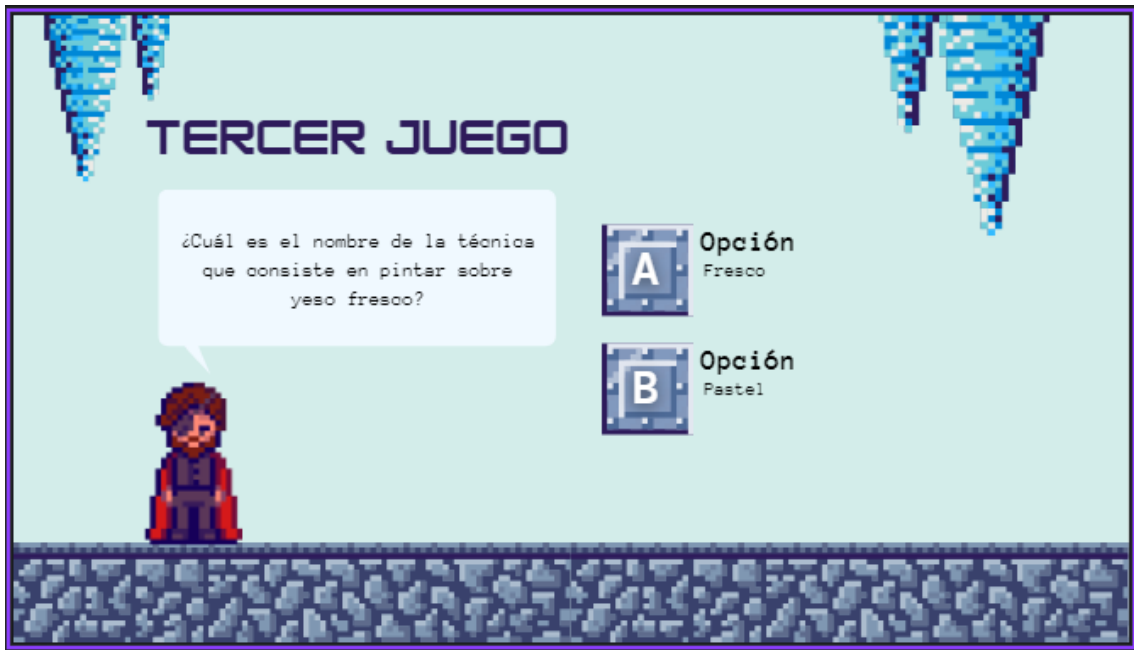 TERCER JUEGO
¿Cuál es el nombre de la técnica
que consiste en pintar sobre
yeso fresco?
A
Opción
Fresco
B
Opción
Pastel